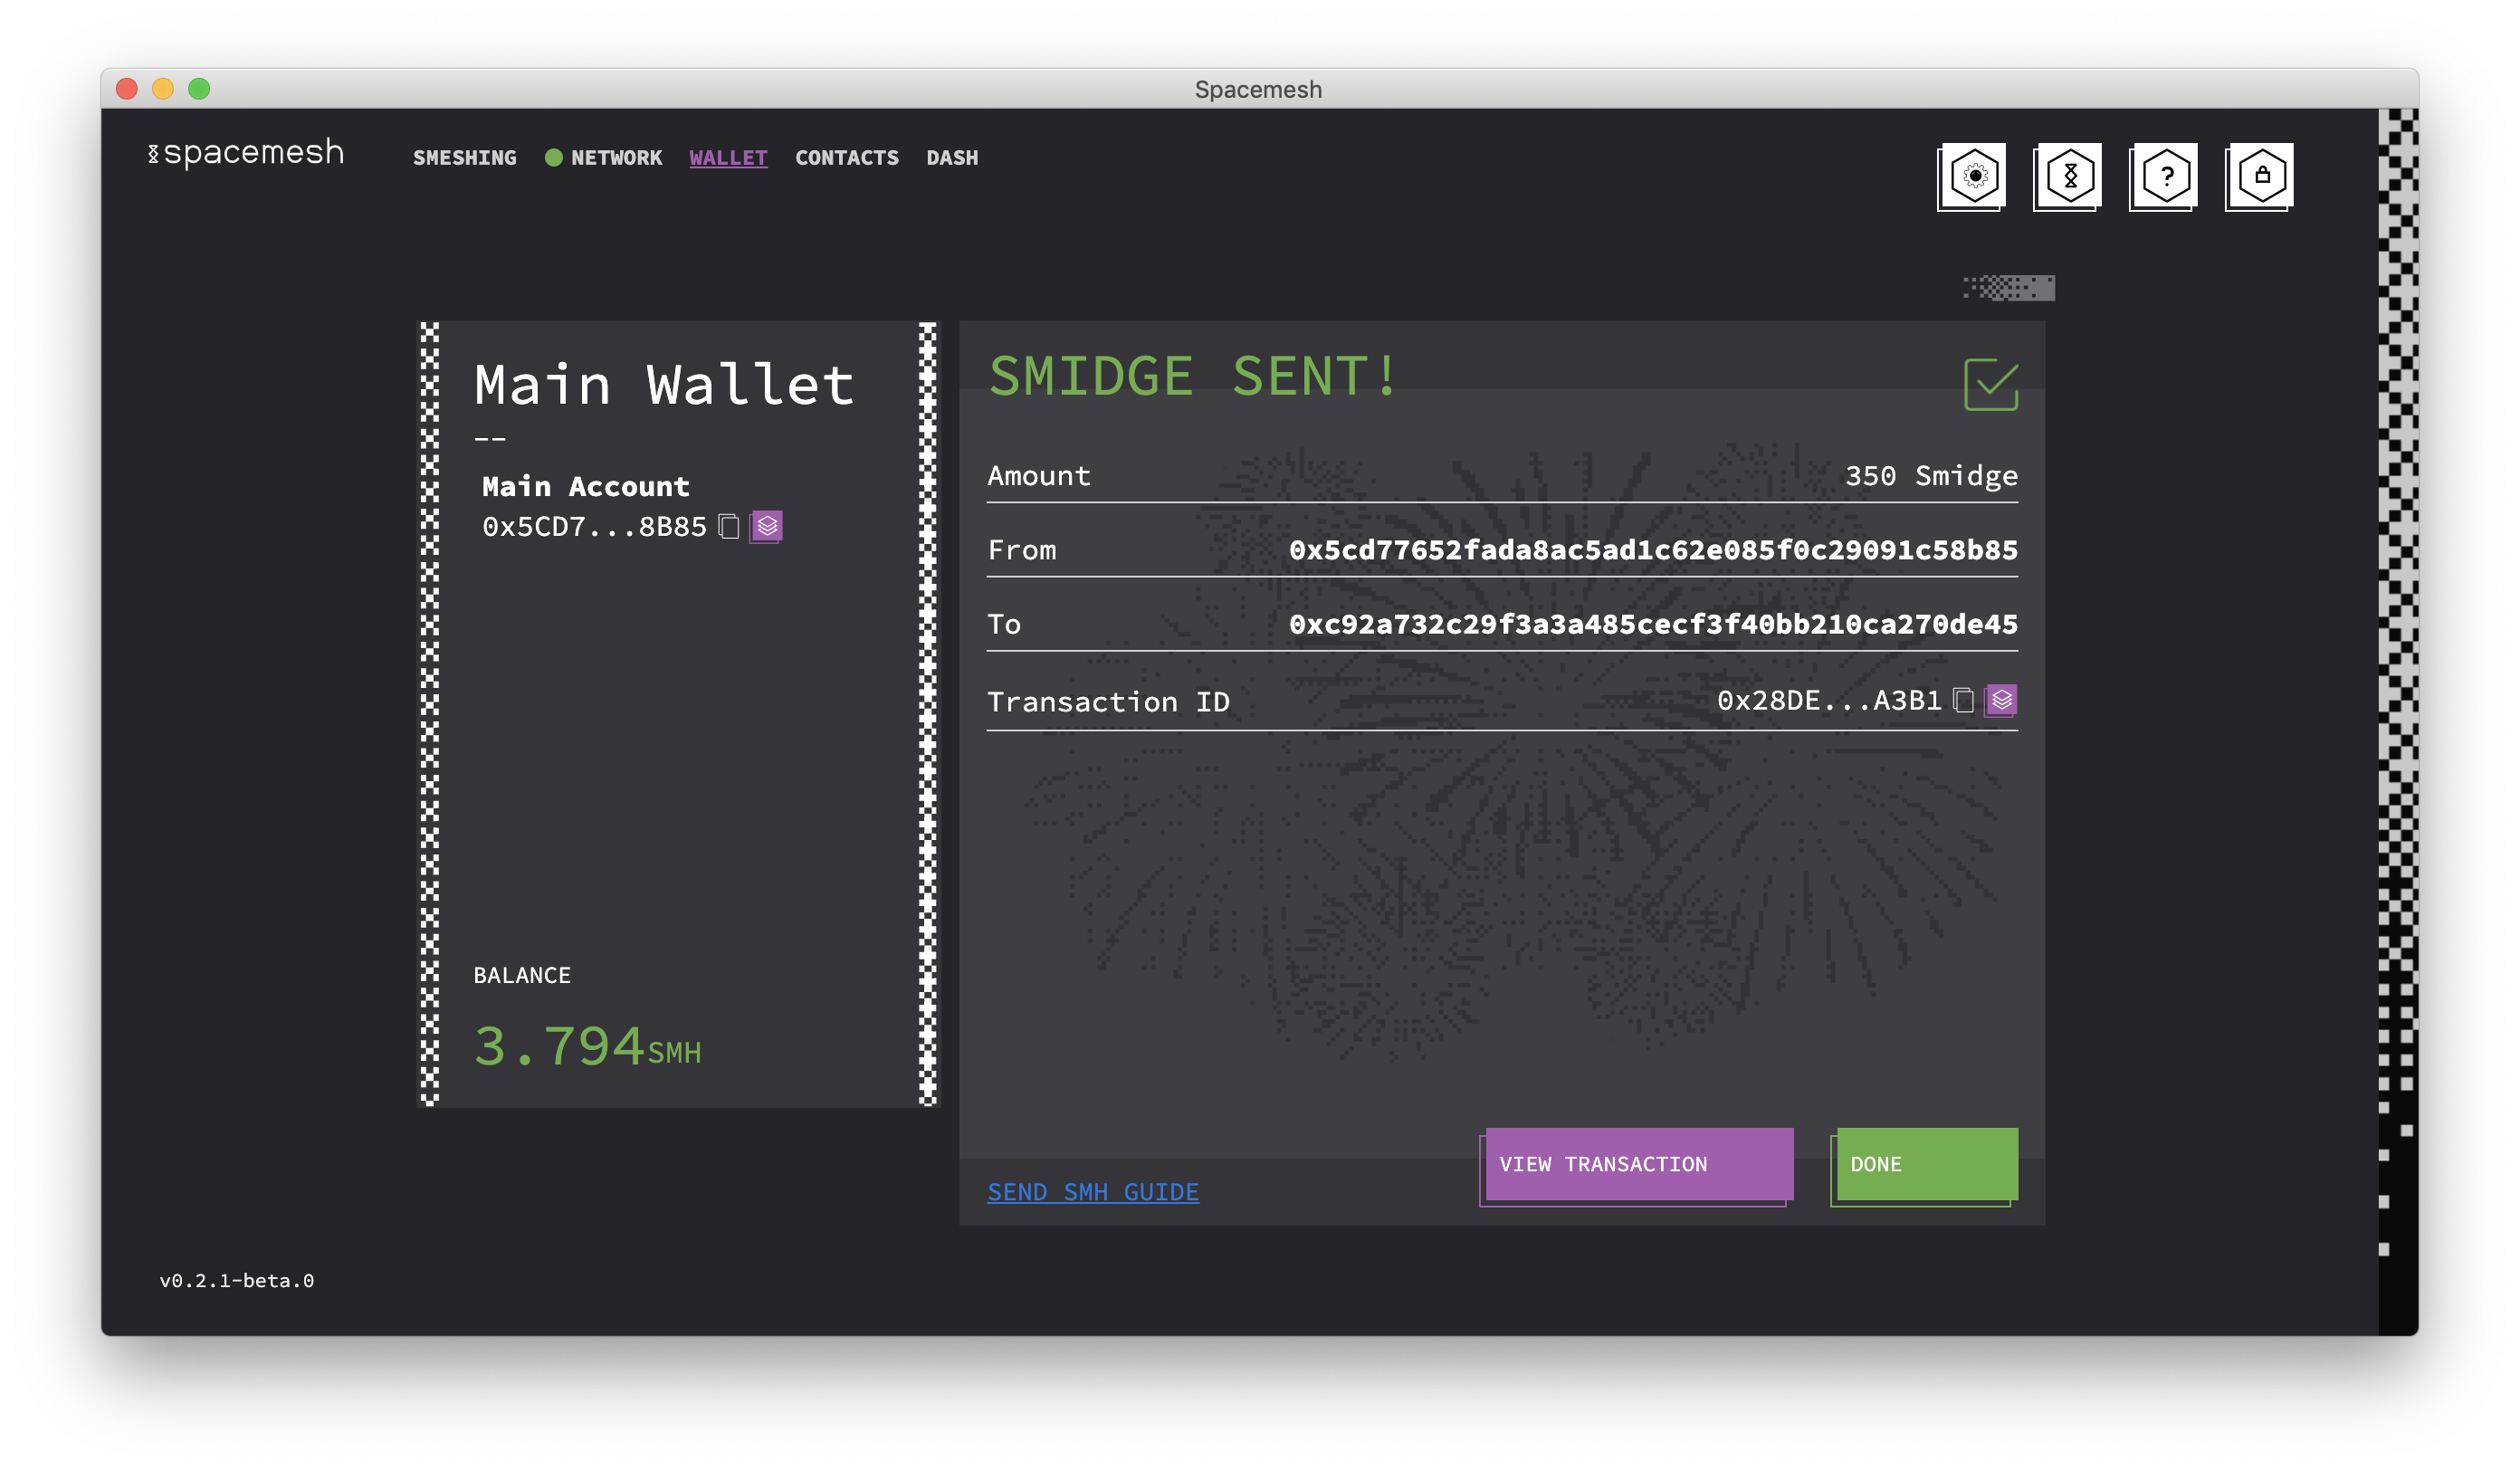 Spacemesh
spacemesh
SMESHING NETWORK WALLET CONTACTS DASH
?
Main Wallet
--
Main Account
0x5CD7...8B85
BALANCE
3.794SMH
SMIDGE SENT!
Amount 350 Smidge
From 0x5cd77652fada8ac5ad1c62e085f0c29091c58b85
To 0xc92a732c29f3a3a485cecf3f40bb210ca270de45
Transaction ID 0x28DE...A3B1
SEND SMH GUIDE
VIEW TRANSACTION
DONE
v0.2.1-beta.0